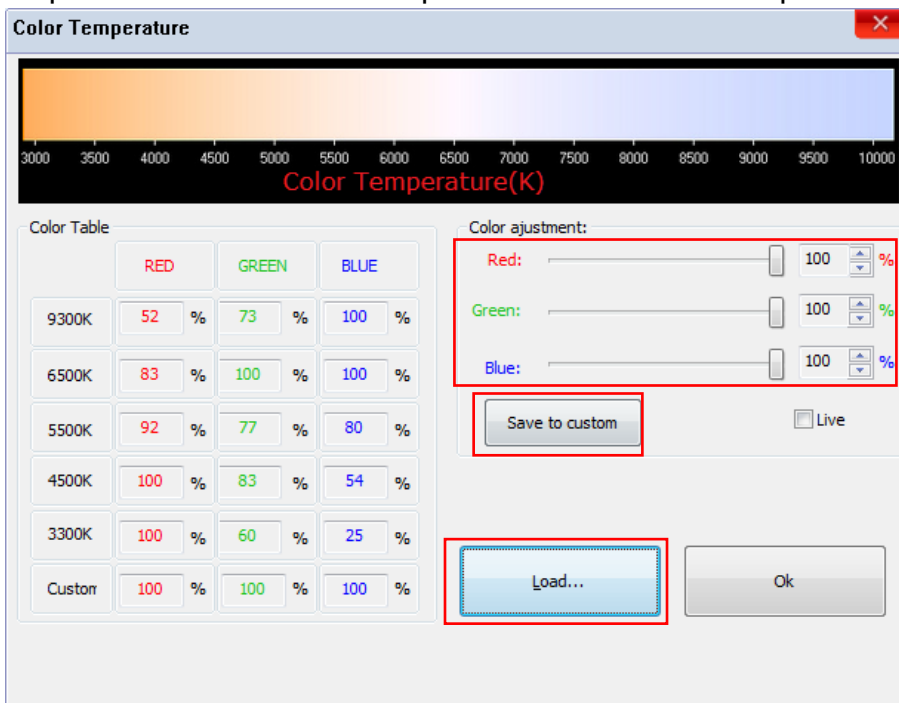 Color Temperature
3000 3500 4000 4500 5000 5500 6000 6500 7000 7500 8000 8500 9000 9500 10000
Color Temperature(K)
Color Table
RED GREEN BLUE
9300K 52 % 73 % 100 %
6500K 83 % 100 % 100 %
5500K 92 % 77 % 80 %
4500K 100 % 83 % 54 %
3300K 100 % 60 % 25 %
Custom 100 % 100 % 100 %
Color ajustment:
Red: 100 %
Green: 100 %
Blue: 100 %
Save to custom Live
Load... Ok